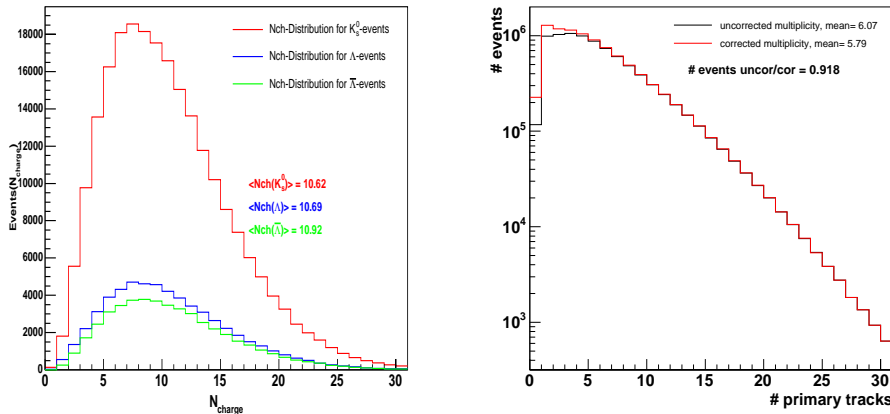 Nch-Distribution for K⁰ₛ-events
Nch-Distribution for Λ-events
Nch-Distribution for Λ̅-events
<Nch(K⁰ₛ)> = 10.62
<Nch(Λ)> = 10.69
<Nch(Λ̅)> = 10.92
Events(N_charge)
18000
16000
14000
12000
10000
8000
6000
4000
2000
0
0 5 10 15 20 25 30
N_charge
uncorrected multiplicity, mean= 6.07
corrected multiplicity, mean= 5.79
# events uncor/cor = 0.918
# events
10⁶
10⁵
10⁴
10³
0 5 10 15 20 25 30
# primary tracks